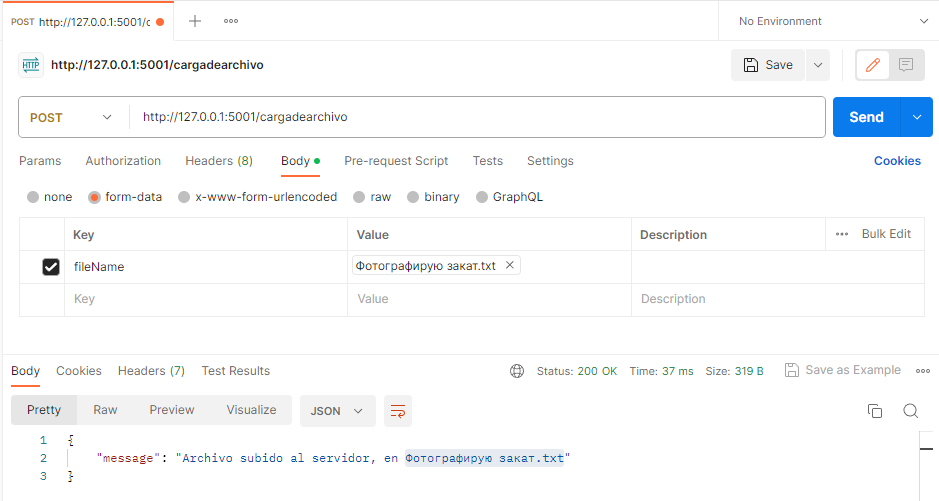 POST http://127.0.0.1:5001/c
No Environment
HTTP http://127.0.0.1:5001/cargadearchivo
Save
POST http://127.0.0.1:5001/cargadearchivo
Send
Params Authorization Headers (8) Body Pre-request Script Tests Settings Cookies
none form-data x-www-form-urlencoded raw binary GraphQL
Key Value Description Bulk Edit
fileName Фотографирую закат.txt
Key Value Description
Body Cookies Headers (7) Test Results Status: 200 OK Time: 37 ms Size: 319 B Save as Example
Pretty Raw Preview Visualize JSON
1 {
2 "message": "Archivo subido al servidor, en Фотографирую закат.txt"
3 }